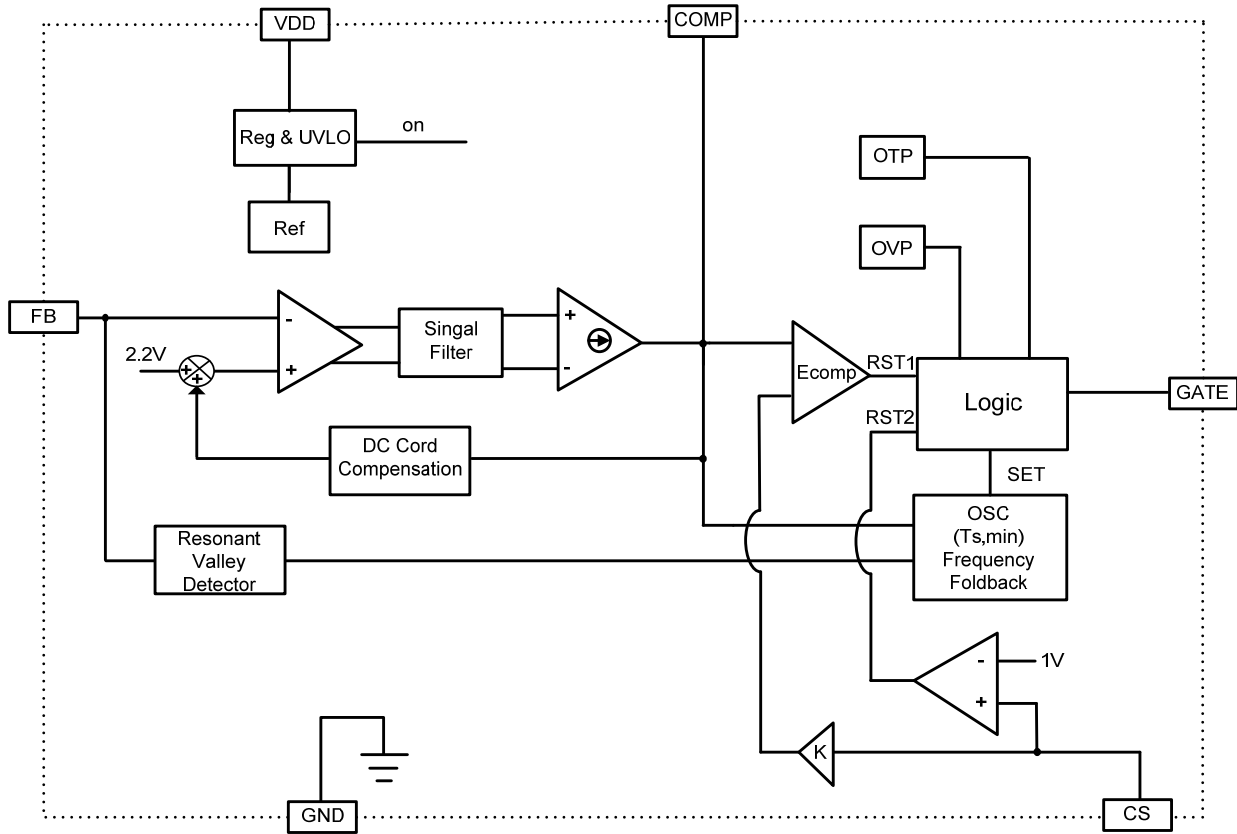 VDD
COMP
Reg & UVLO
on
OTP
Ref
OVP
FB
2.2V
+
+
-
+
Singal
Filter
+
-
Ecomp
RST1
RST2
Logic
GATE
DC Cord
Compensation
SET
Resonant
Valley
Detector
OSC
(Ts,min)
Frequency
Foldback
-
+
1V
K
GND
CS